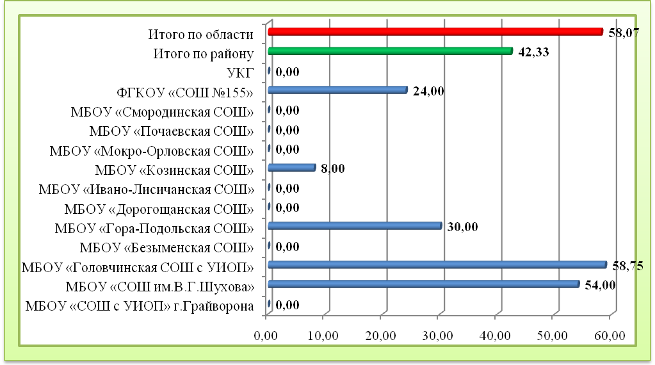 Итого по области 58,07
Итого по району 42,33
УКГ 0,00
ФГКОУ «СОШ №155» 24,00
МБОУ «Смородинская СОШ» 0,00
МБОУ «Почаевская СОШ» 0,00
МБОУ «Мокро-Орловская СОШ» 0,00
МБОУ «Козинская СОШ» 8,00
МБОУ «Ивано-Лисичанская СОШ» 0,00
МБОУ «Дорогощанская СОШ» 0,00
МБОУ «Гора-Подольская СОШ» 30,00
МБОУ «Безыменская СОШ» 0,00
МБОУ «Головчинская СОШ с УИОП» 58,75
МБОУ «СОШ им.В.Г.Шухова» 54,00
МБОУ «СОШ с УИОП» г.Грайворона 0,00
0,00 10,00 20,00 30,00 40,00 50,00 60,00